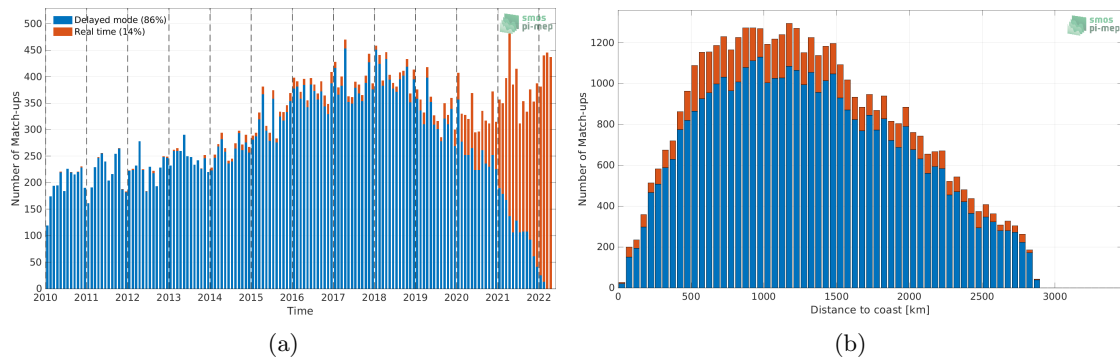 Delayed mode (86%)
Real time (14%)
smos
pi-mep
Number of Match-ups
500
450
400
350
300
250
200
150
100
50
0
2010 2011 2012 2013 2014 2015 2016 2017 2018 2019 2020 2021 2022
Time
(a)
smos
pi-mep
Number of Match-ups
1200
1000
800
600
400
200
0
0 500 1000 1500 2000 2500 3000
Distance to coast [km]
(b)